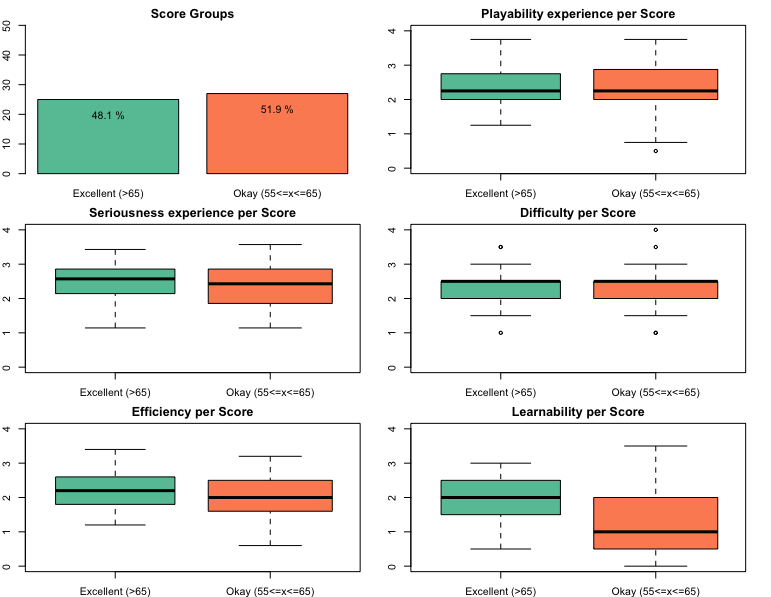 Score Groups
50
40
30
20
10
0
48.1 %
51.9 %
Excellent (>65)
Okay (55<=x<=65)
Playability experience per Score
4
3
2
1
0
Excellent (>65)
Okay (55<=x<=65)
Seriousness experience per Score
4
3
2
1
0
Excellent (>65)
Okay (55<=x<=65)
Difficulty per Score
4
3
2
1
0
Excellent (>65)
Okay (55<=x<=65)
Efficiency per Score
4
3
2
1
0
Excellent (>65)
Okay (55<=x<=65)
Learnability per Score
4
3
2
1
0
Excellent (>65)
Okay (55<=x<=65)